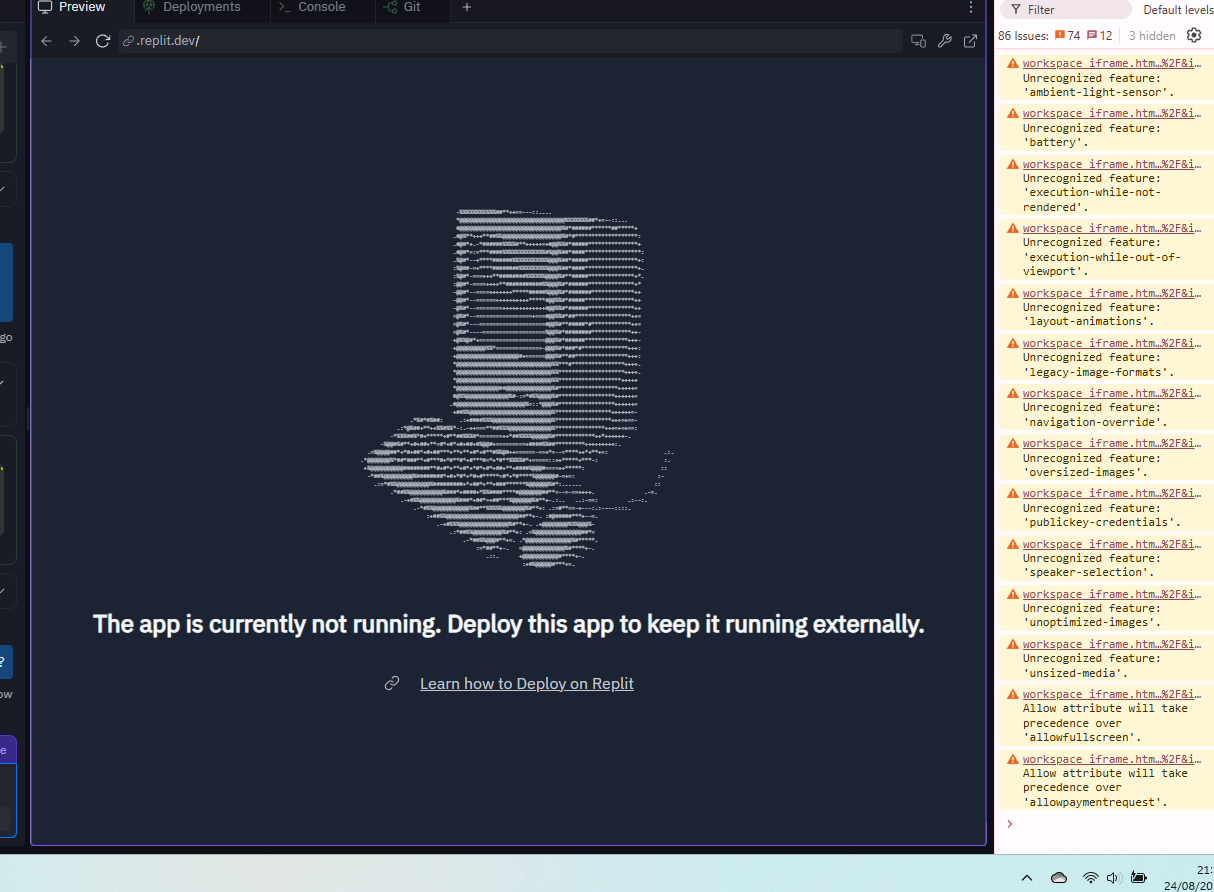 Preview
Deployments
Console
Git
.replit.dev/
The app is currently not running. Deploy this app to keep it running externally.
Learn how to Deploy on Replit
go
?
ow
e
Filter
Default levels
86 Issues: 74 12 3 hidden
workspace_iframe.htm…%2F&i…
Unrecognized feature:
'ambient-light-sensor'.
workspace_iframe.htm…%2F&i…
Unrecognized feature:
'battery'.
workspace_iframe.htm…%2F&i…
Unrecognized feature:
'execution-while-not-
rendered'.
workspace_iframe.htm…%2F&i…
Unrecognized feature:
'execution-while-out-of-
viewport'.
workspace_iframe.htm…%2F&i…
Unrecognized feature:
'layout-animations'.
workspace_iframe.htm…%2F&i…
Unrecognized feature:
'legacy-image-formats'.
workspace_iframe.htm…%2F&i…
Unrecognized feature:
'navigation-override'.
workspace_iframe.htm…%2F&i…
Unrecognized feature:
'oversized-images'.
workspace_iframe.htm…%2F&i…
Unrecognized feature:
'publickey-credentials'.
workspace_iframe.htm…%2F&i…
Unrecognized feature:
'speaker-selection'.
workspace_iframe.htm…%2F&i…
Unrecognized feature:
'unoptimized-images'.
workspace_iframe.htm…%2F&i…
Unrecognized feature:
'unsized-media'.
workspace_iframe.htm…%2F&i…
Allow attribute will take
precedence over
'allowfullscreen'.
workspace_iframe.htm…%2F&i…
Allow attribute will take
precedence over
'allowpaymentrequest'.
21:
24/08/20